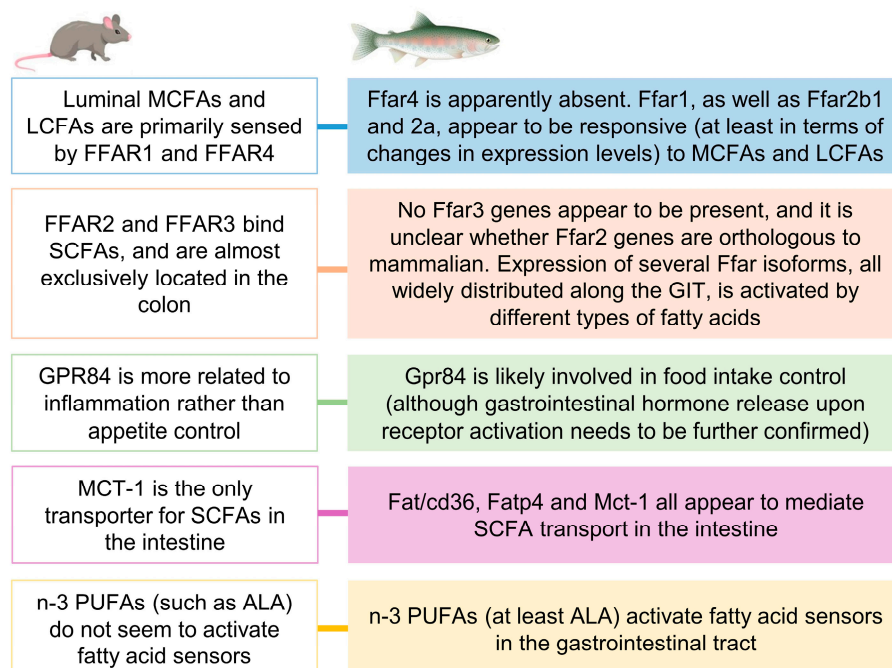 Luminal MCFAs and
LCFAs are primarily sensed
by FFAR1 and FFAR4
Ffar4 is apparently absent. Ffar1, as well as Ffar2b1
and 2a, appear to be responsive (at least in terms of
changes in expression levels) to MCFAs and LCFAs
FFAR2 and FFAR3 bind
SCFAs, and are almost
exclusively located in the
colon
No Ffar3 genes appear to be present, and it is
unclear whether Ffar2 genes are orthologous to
mammalian. Expression of several Ffar isoforms, all
widely distributed along the GIT, is activated by
different types of fatty acids
GPR84 is more related to
inflammation rather than
appetite control
Gpr84 is likely involved in food intake control
(although gastrointestinal hormone release upon
receptor activation needs to be further confirmed)
MCT-1 is the only
transporter for SCFAs in
the intestine
Fat/cd36, Fatp4 and Mct-1 all appear to mediate
SCFA transport in the intestine
n-3 PUFAs (such as ALA)
do not seem to activate
fatty acid sensors
n-3 PUFAs (at least ALA) activate fatty acid sensors
in the gastrointestinal tract